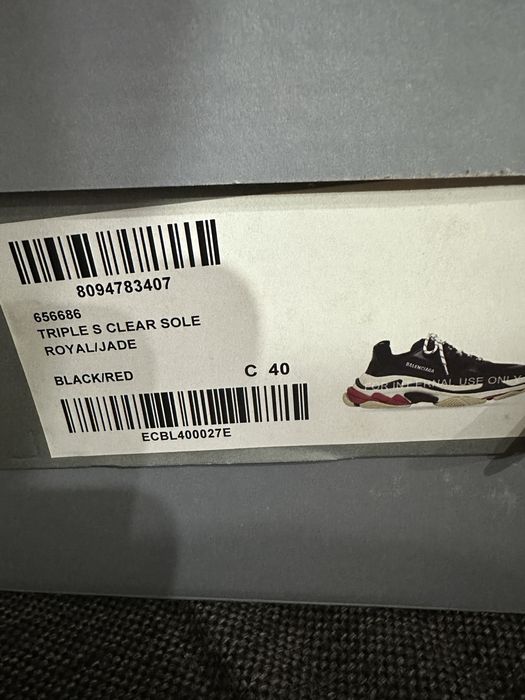 8094783407
656686
TRIPLE S CLEAR SOLE
ROYAL/JADE
BLACK/RED
C 40
ECBL400027E
BALENCIAGA
FOR INTERNAL USE ONLY